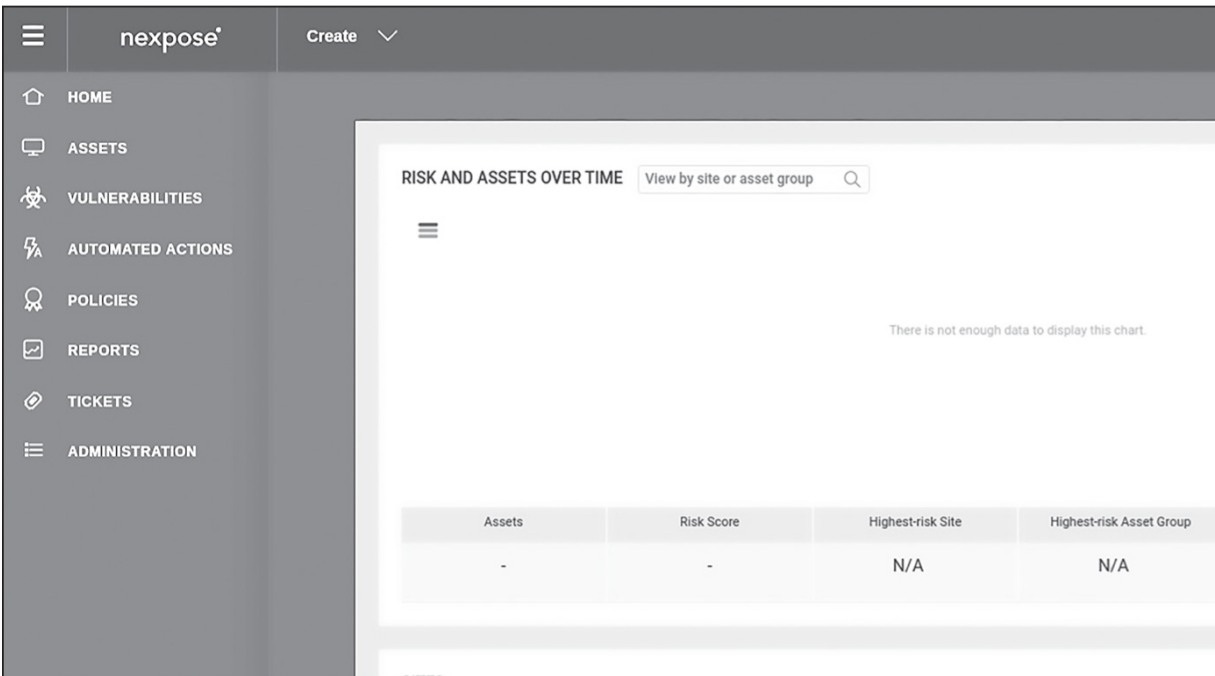 nexpose
Create
HOME
ASSETS
VULNERABILITIES
AUTOMATED ACTIONS
POLICIES
REPORTS
TICKETS
ADMINISTRATION
RISK AND ASSETS OVER TIME View by site or asset group
There is not enough data to display this chart.
Assets Risk Score Highest-risk Site Highest-risk Asset Group
- - N/A N/A